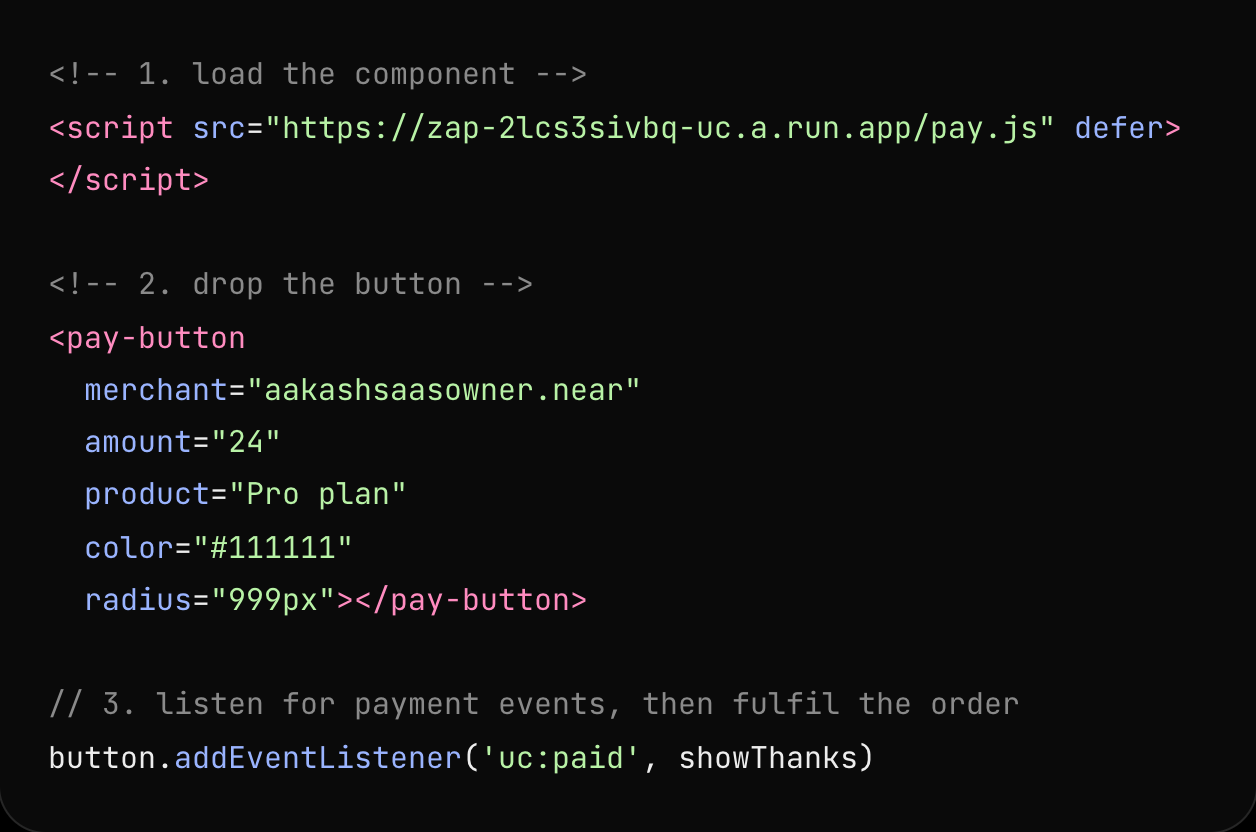 <!-- 1. load the component -->
<script src="https://zap-2lcs3sivbq-uc.a.run.app/pay.js" defer>
</script>
<!-- 2. drop the button -->
<pay-button
merchant="aakashsaasowner.near"
amount="24"
product="Pro plan"
color="#111111"
radius="999px"></pay-button>
// 3. listen for payment events, then fulfil the order
button.addEventListener('uc:paid', showThanks)